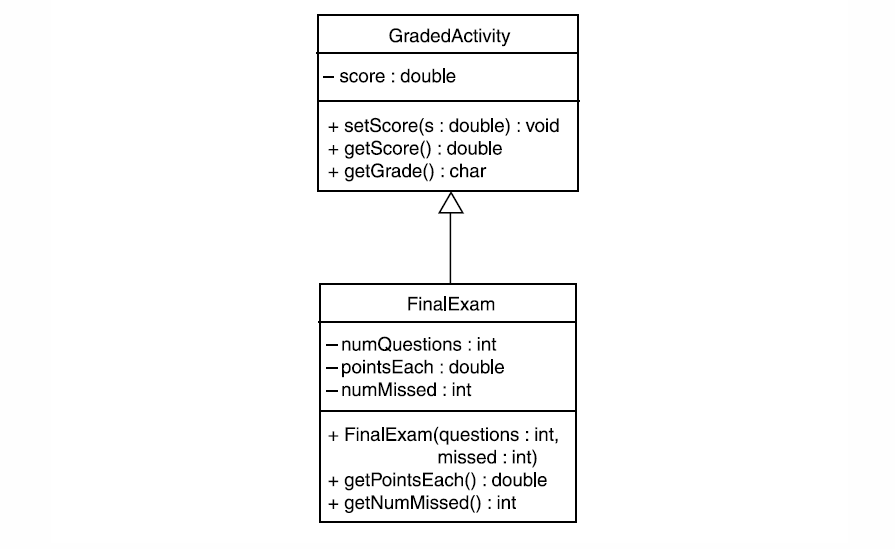 GradedActivity
– score : double
+ setScore(s : double) : void
+ getScore() : double
+ getGrade() : char
FinalExam
– numQuestions : int
– pointsEach : double
– numMissed : int
+ FinalExam(questions : int,
missed : int)
+ getPointsEach() : double
+ getNumMissed() : int